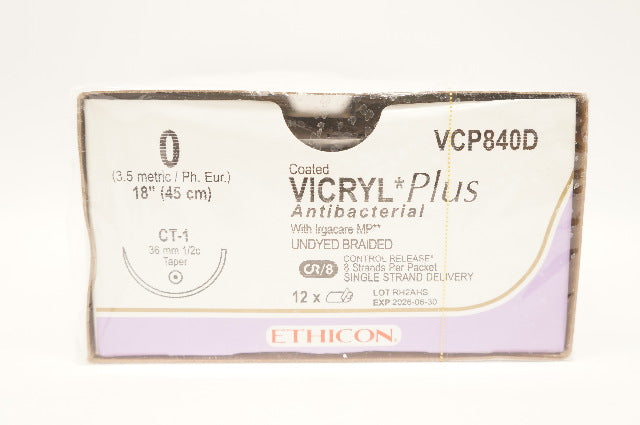 0
(3.5 metric / Ph. Eur.)
18" (45 cm)
CT-1
36 mm 1/2c
Taper
VCP840D
Coated
VICRYL* Plus
Antibacterial
With Irgacare MP**
UNDYED BRAIDED
CR/8
CONTROL RELEASE*
8 Strands Per Packet
SINGLE STRAND DELIVERY
12 x
LOT RH2AHS
EXP 2026-06-30
ETHICON